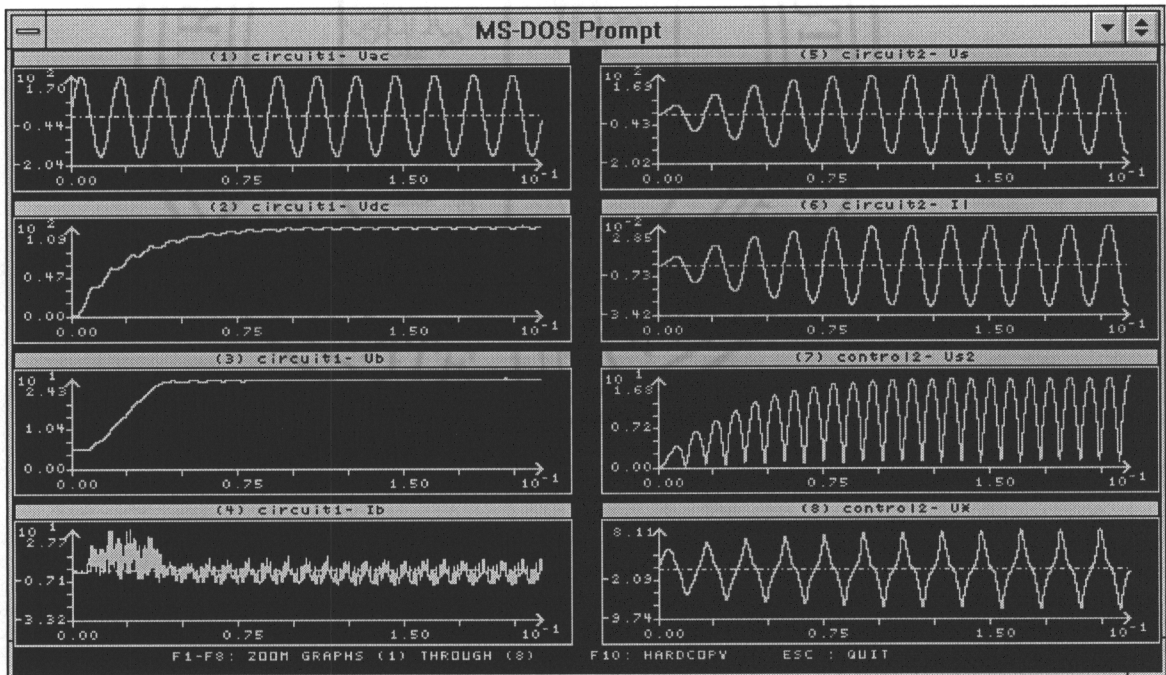 MS-DOS Prompt
(1) circuit1- Uac
10 2
1.70
-0.44
-2.04
0.00 0.75 1.50 10 -1
(2) circuit1- Udc
10 2
1.09
0.47
0.00
0.00 0.75 1.50 10 -1
(3) circuit1- Ub
10 1
2.43
1.04
0.00
0.00 0.75 1.50 10 -1
(4) circuit1- Ib
10 1
2.77
-0.71
-3.32
0.00 0.75 1.50 10 -1
(5) circuit2- Us
10 2
1.69
-0.43
-2.02
0.00 0.75 1.50 10 -1
(6) circuit2- Il
10 -2
2.85
-0.73
-3.42
0.00 0.75 1.50 10 -1
(7) control2- Us2
10 1
1.68
0.72
0.00
0.00 0.75 1.50 10 -1
(8) control2- UX
8.11
-2.09
-9.74
0.00 0.75 1.50 10 -1
F1-F8: ZOOM GRAPHS (1) THROUGH (8) F10: HARDCOPY ESC : QUIT